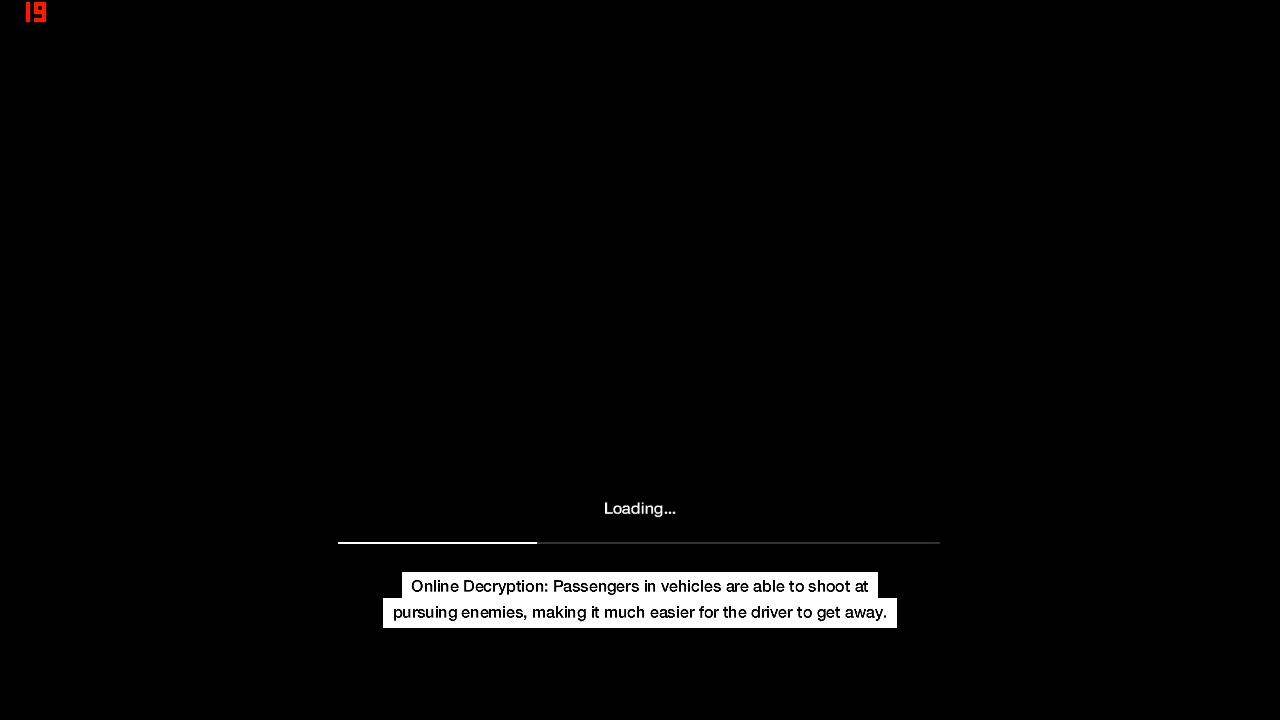 19
Loading...
Online Decryption: Passengers in vehicles are able to shoot at
pursuing enemies, making it much easier for the driver to get away.